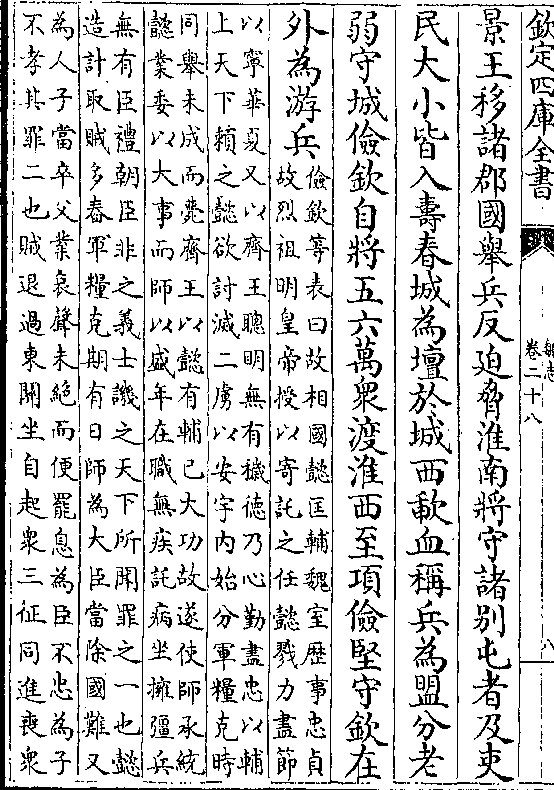 欽定四庫全書
魏志
卷二十八
八
景王移諸郡國舉兵反迫脅淮南將守諸别屯者及吏
民大小皆入壽春城為壇於城西歃血稱兵為盟分老
弱守城儉欽自將五六萬衆渡淮西至項儉堅守欽在
外為游兵
儉欽等表曰故相國懿匡輔魏室歴事忠貞
故烈祖明皇帝授以寄託之任懿戮力盡節
以寧華夏又以齊王聰明無有穢德乃心勤盡忠以輔
上天下賴之懿欲討滅二虜以安宇内始分軍糧克時
同舉未成而薨齊王以懿有輔已大功故遂使師承統
懿業委以大事而師以盛年在職無疾託病坐擁彊兵
無有臣禮朝臣非之義士譏之天下所聞罪之一也懿
造計取賊多舂軍糧克期有日師為大臣當除國難又
為人子當卒父業哀聲未絶而便罷息為臣不忠為子
不孝其罪二也賊退過東關坐自起衆三征同進喪衆